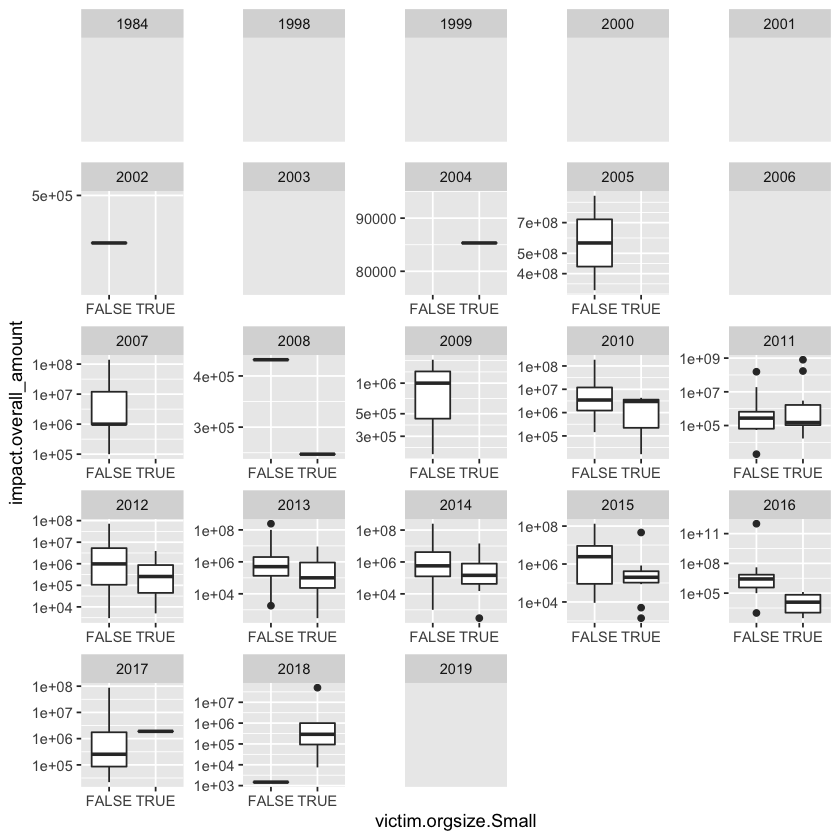 1984 1998 1999 2000 2001
2002 2003 2004 2005 2006
5e+05
90000
80000
7e+08
5e+08
4e+08
FALSE TRUE FALSE TRUE FALSE TRUE
2007 2008 2009 2010 2011
1e+08
1e+07
1e+06
1e+05
4e+05
3e+05
1e+06
5e+05
3e+05
1e+08
1e+07
1e+06
1e+05
1e+09
1e+07
1e+05
FALSE TRUE FALSE TRUE FALSE TRUE FALSE TRUE FALSE TRUE
2012 2013 2014 2015 2016
1e+08
1e+07
1e+06
1e+05
1e+04
1e+08
1e+06
1e+04
1e+08
1e+06
1e+04
1e+08
1e+06
1e+04
1e+11
1e+08
1e+05
FALSE TRUE FALSE TRUE FALSE TRUE FALSE TRUE FALSE TRUE
2017 2018 2019
1e+08
1e+07
1e+06
1e+05
1e+07
1e+06
1e+05
1e+04
1e+03
FALSE TRUE FALSE TRUE
impact.overall_amount
victim.orgsize.Small